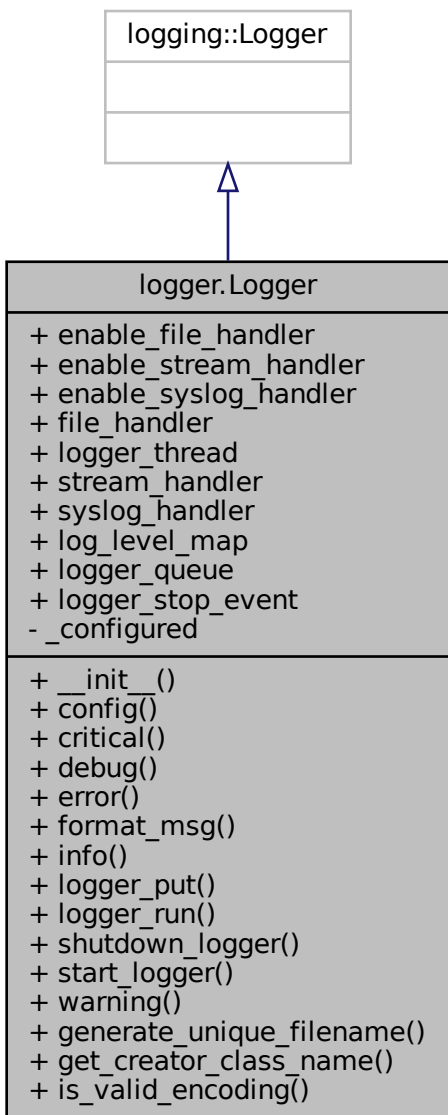 logging::Logger
logger.Logger
+ enable_file_handler
+ enable_stream_handler
+ enable_syslog_handler
+ file_handler
+ logger_thread
+ stream_handler
+ syslog_handler
+ log_level_map
+ logger_queue
+ logger_stop_event
- _configured
+ __init__()
+ config()
+ critical()
+ debug()
+ error()
+ format_msg()
+ info()
+ logger_put()
+ logger_run()
+ shutdown_logger()
+ start_logger()
+ warning()
+ generate_unique_filename()
+ get_creator_class_name()
+ is_valid_encoding()